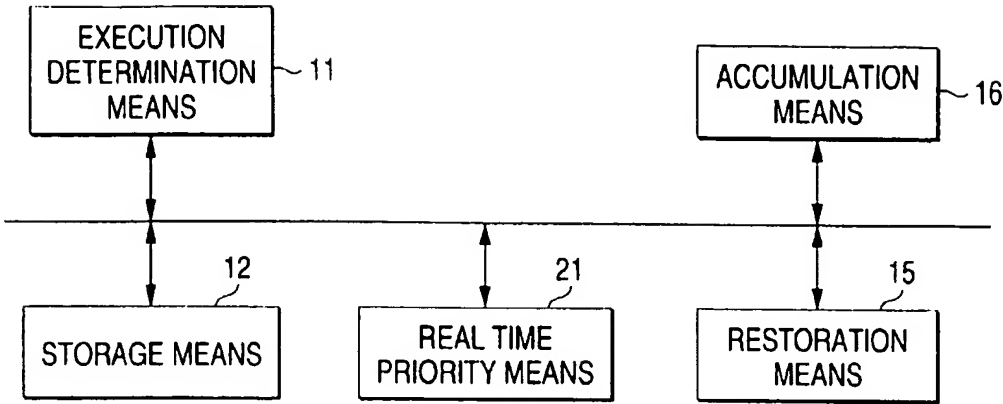 EXECUTION
DETERMINATION
MEANS
11
ACCUMULATION
MEANS
16
12
STORAGE MEANS
21
REAL TIME
PRIORITY MEANS
15
RESTORATION
MEANS